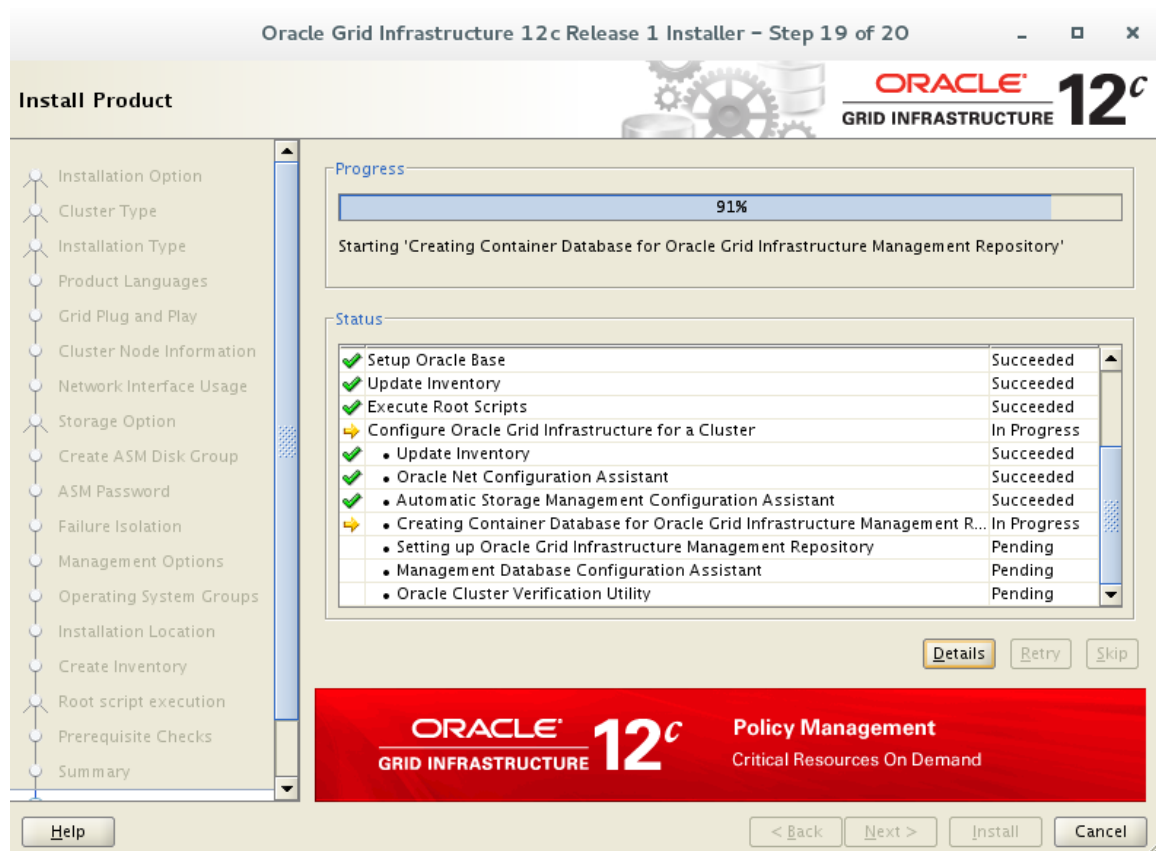 Oracle Grid Infrastructure 12c Release 1 Installer – Step 19 of 20
Install Product
ORACLE
GRID INFRASTRUCTURE
12c
Installation Option
Cluster Type
Installation Type
Product Languages
Grid Plug and Play
Cluster Node Information
Network Interface Usage
Storage Option
Create ASM Disk Group
ASM Password
Failure Isolation
Management Options
Operating System Groups
Installation Location
Create Inventory
Root script execution
Prerequisite Checks
Summary
Progress
91%
Starting 'Creating Container Database for Oracle Grid Infrastructure Management Repository'
Status
Setup Oracle Base Succeeded
Update Inventory Succeeded
Execute Root Scripts Succeeded
Configure Oracle Grid Infrastructure for a Cluster In Progress
• Update Inventory Succeeded
• Oracle Net Configuration Assistant Succeeded
• Automatic Storage Management Configuration Assistant Succeeded
• Creating Container Database for Oracle Grid Infrastructure Management R... In Progress
• Setting up Oracle Grid Infrastructure Management Repository Pending
• Management Database Configuration Assistant Pending
• Oracle Cluster Verification Utility Pending
Details Retry Skip
ORACLE
GRID INFRASTRUCTURE
12c
Policy Management
Critical Resources On Demand
Help < Back Next > Install Cancel